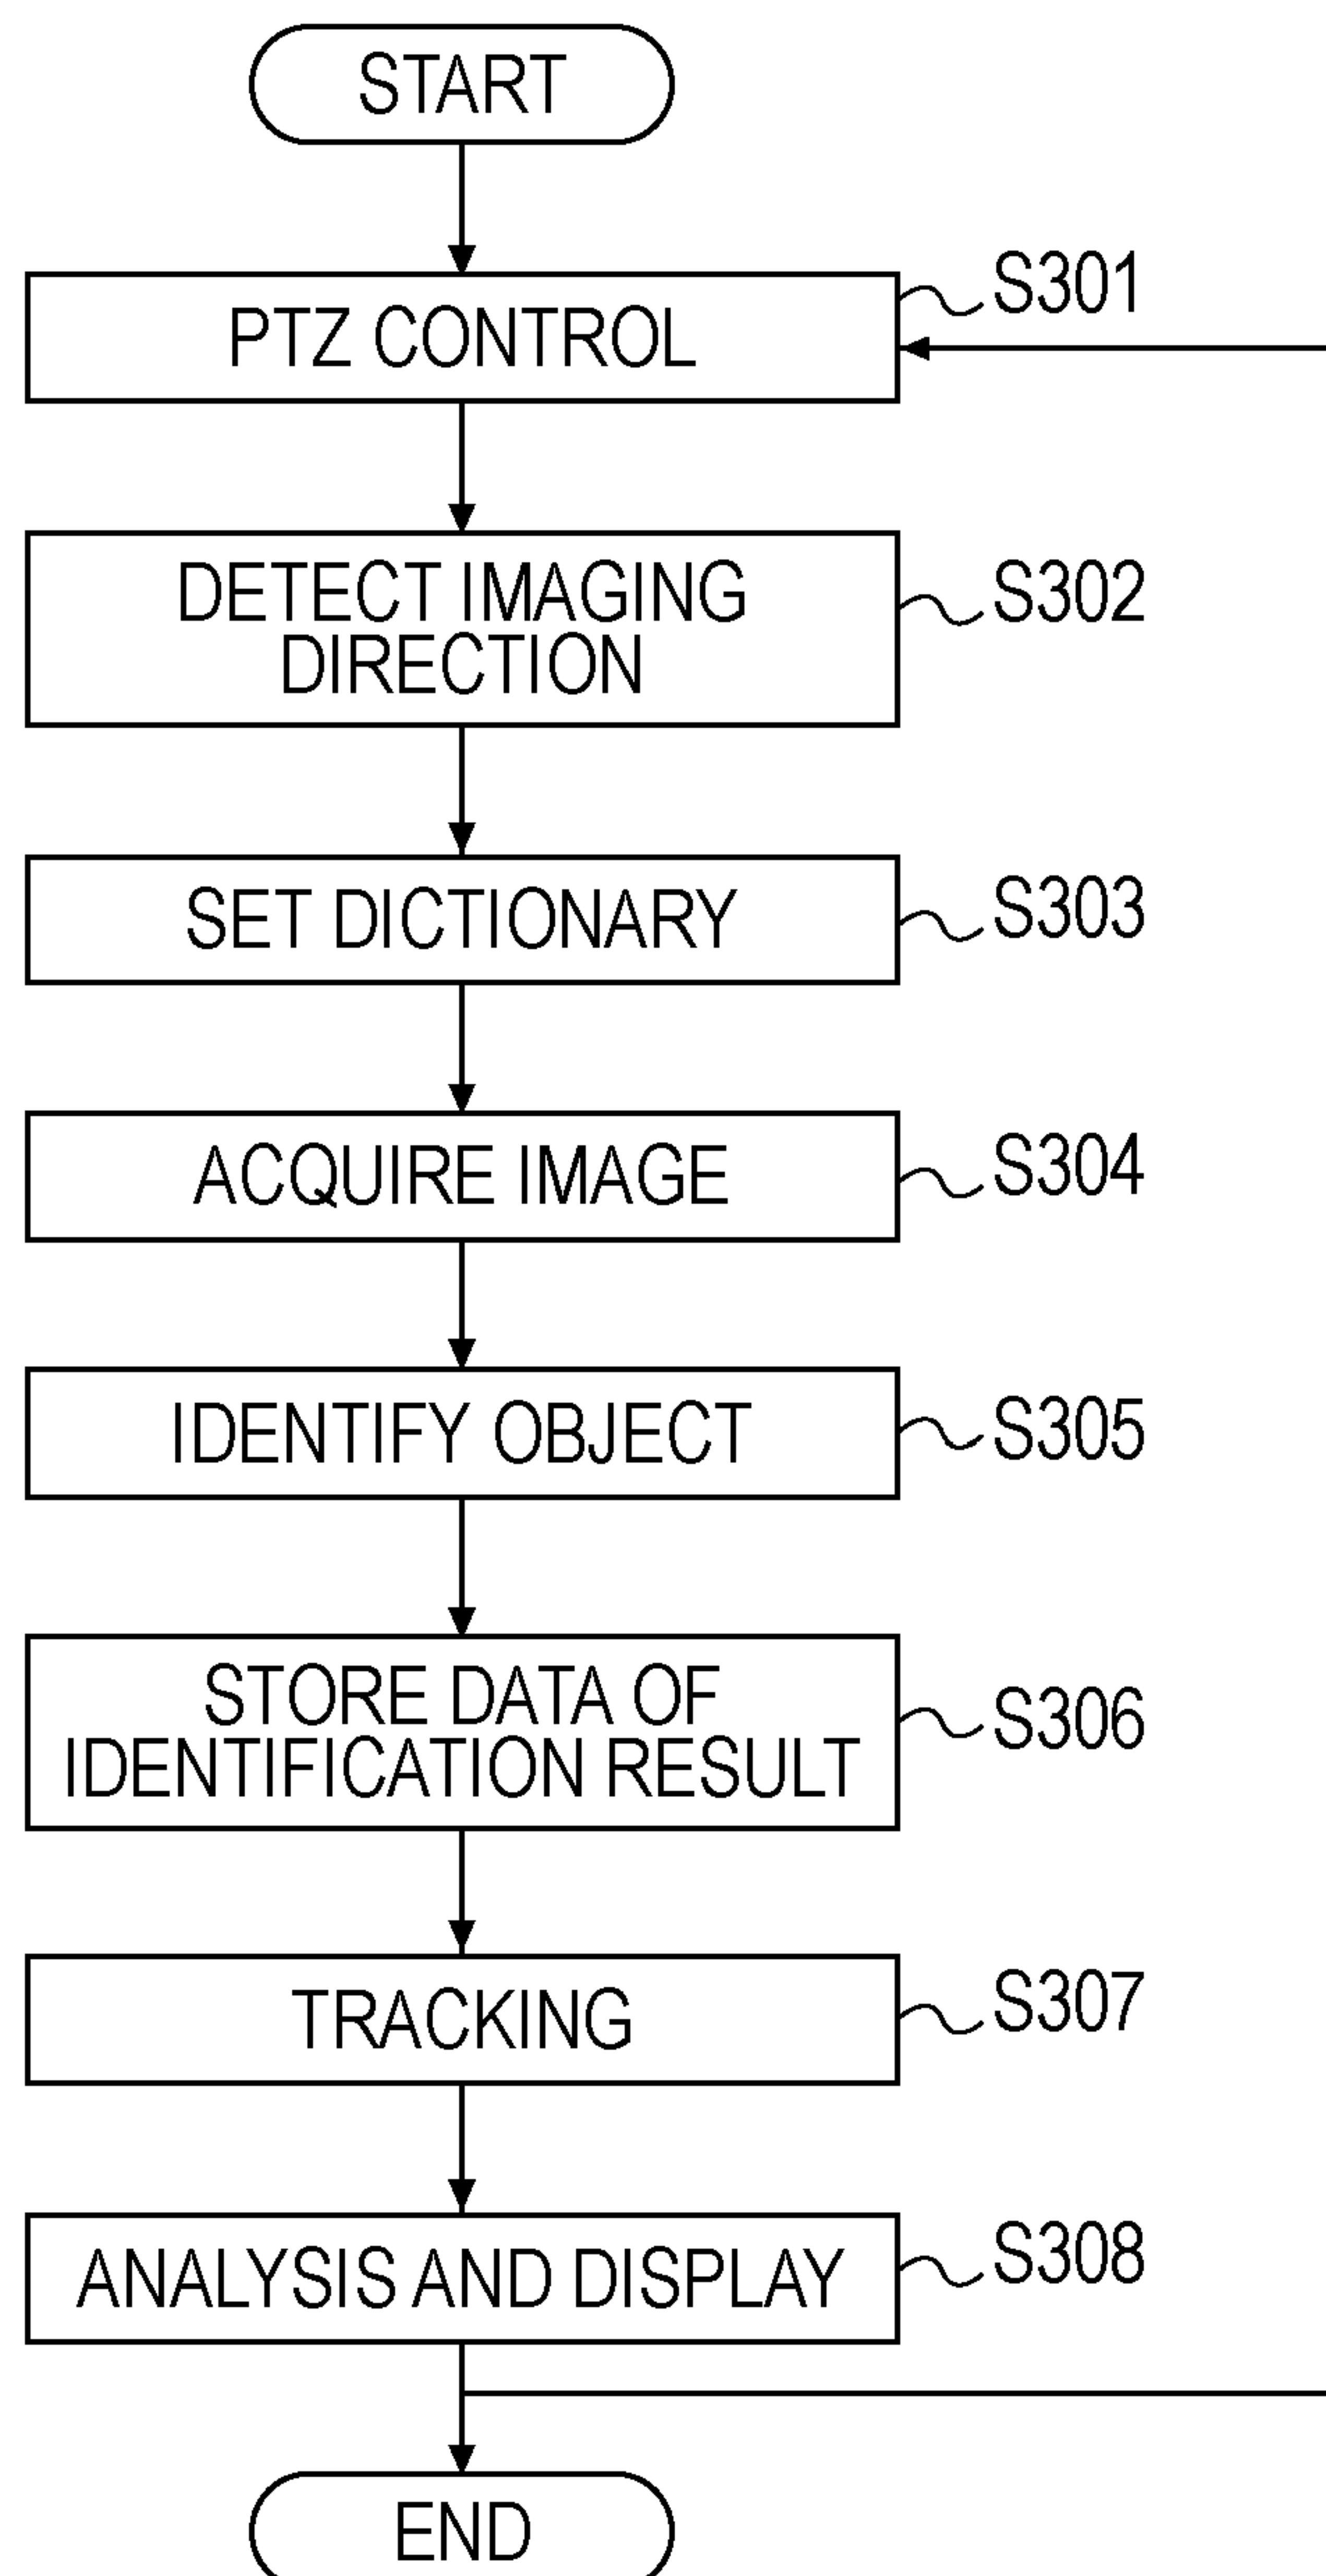 START
PTZ CONTROL
S301
DETECT IMAGING
DIRECTION
S302
SET DICTIONARY
S303
ACQUIRE IMAGE
S304
IDENTIFY OBJECT
S305
STORE DATA OF
IDENTIFICATION RESULT
S306
TRACKING
S307
ANALYSIS AND DISPLAY
S308
END